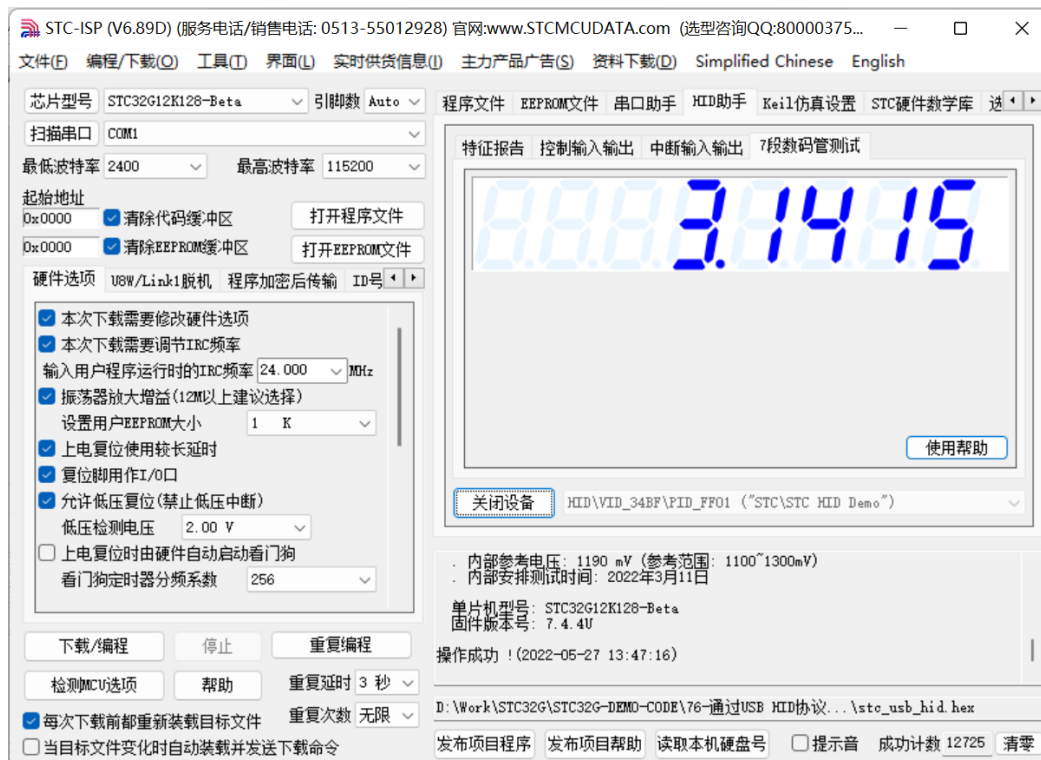 STC-ISP (V6.89D) (服务电话/销售电话: 0513-55012928) 官网:www.STCMCUDATA.com (选型咨询QQ:80000375...
文件(F) 编程/下载(O) 工具(T) 界面(L) 实时供货信息(I) 主力产品广告(S) 资料下载(D) Simplified Chinese English
芯片型号 STC32G12K128-Beta 引脚数 Auto
扫描串口 COM1
最低波特率 2400 最高波特率 115200
起始地址
0x0000 清除代码缓冲区 打开程序文件
0x0000 清除EEPROM缓冲区 打开EEPROM文件
硬件选项 U8W/Link1脱机 程序加密后传输 ID号
本次下载需要修改硬件选项
本次下载需要调节IRC频率
输入用户程序运行时的IRC频率 24.000 MHz
振荡器放大增益(12M以上建议选择)
设置用户EEPROM大小 1 K
上电复位使用较长延时
复位脚用作I/O口
允许低压复位(禁止低压中断)
低压检测电压 2.00 V
上电复位时由硬件自动启动看门狗
看门狗定时器分频系数 256
下载/编程 停止 重复编程
检测MCU选项 帮助 重复延时 3 秒
每次下载前都重新装载目标文件 重复次数 无限
当目标文件变化时自动装载并发送下载命令
程序文件 EEPROM文件 串口助手 HID助手 Keil仿真设置 STC硬件数学库 选
特征报告 控制输入输出 中断输入输出 7段数码管测试
3.1415
使用帮助
关闭设备 HID\VID_34BF\PID_FF01 ("STC\STC HID Demo")
. 内部参考电压: 1190 mV (参考范围: 1100~1300mV)
. 内部安排测试时间: 2022年3月11日
单片机型号: STC32G12K128-Beta
固件版本号: 7.4.4U
操作成功 !(2022-05-27 13:47:16)
D:\Work\STC32G\STC32G-DEMO-CODE\76-通过USB HID协议...\stc_usb_hid.hex
发布项目程序 发布项目帮助 读取本机硬盘号 提示音 成功计数 12725 清零